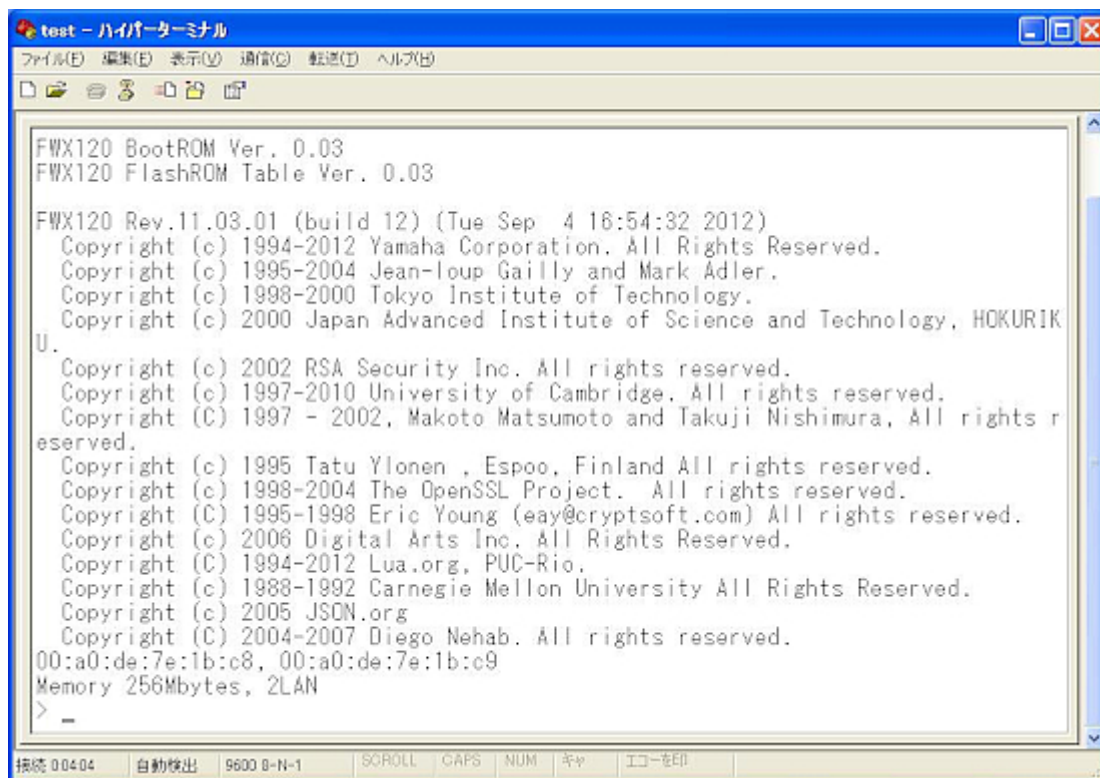 test - ハイパーターミナル
ファイル(F) 編集(E) 表示(V) 通信(C) 転送(T) ヘルプ(H)
FWX120 BootROM Ver. 0.03
FWX120 FlashROM Table Ver. 0.03
FWX120 Rev.11.03.01 (build 12) (Tue Sep  4 16:54:32 2012)
  Copyright (c) 1994-2012 Yamaha Corporation. All Rights Reserved.
  Copyright (c) 1995-2004 Jean-loup Gailly and Mark Adler.
  Copyright (c) 1998-2000 Tokyo Institute of Technology.
  Copyright (c) 2000 Japan Advanced Institute of Science and Technology, HOKURIK
U.
  Copyright (c) 2002 RSA Security Inc. All rights reserved.
  Copyright (c) 1997-2010 University of Cambridge. All rights reserved.
  Copyright (C) 1997 - 2002, Makoto Matsumoto and Takuji Nishimura, All rights r
eserved.
  Copyright (c) 1995 Tatu Ylonen , Espoo, Finland All rights reserved.
  Copyright (c) 1998-2004 The OpenSSL Project.  All rights reserved.
  Copyright (C) 1995-1998 Eric Young (eay@cryptsoft.com) All rights reserved.
  Copyright (c) 2006 Digital Arts Inc. All Rights Reserved.
  Copyright (C) 1994-2012 Lua.org, PUC-Rio.
  Copyright (c) 1988-1992 Carnegie Mellon University All Rights Reserved.
  Copyright (c) 2005 JSON.org
  Copyright (C) 2004-2007 Diego Nehab. All rights reserved.
00:a0:de:7e:1b:c8, 00:a0:de:7e:1b:c9
Memory 256Mbytes, 2LAN
> _
接続 0:04:04 自動検出 9600 8-N-1 SCROLL CAPS NUM キャ エコーを印